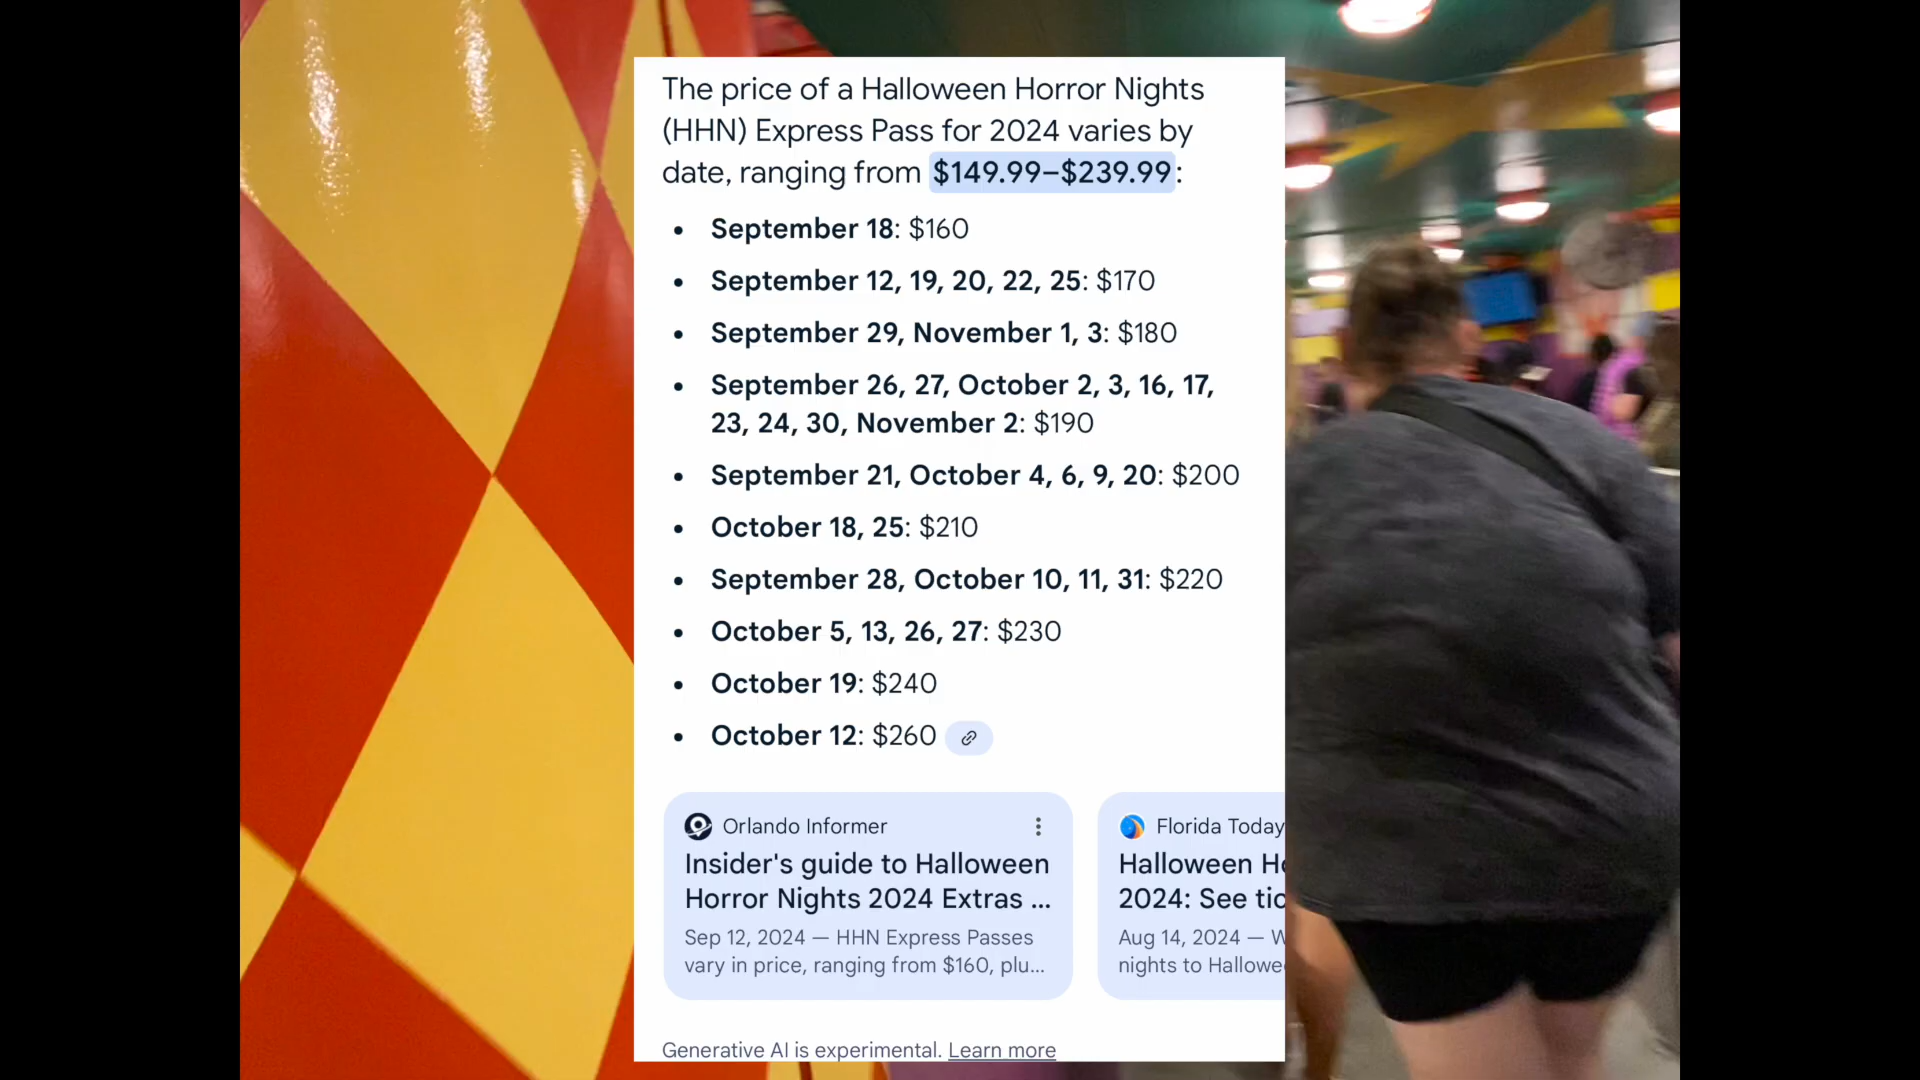 The price of a Halloween Horror Nights
(HHN) Express Pass for 2024 varies by
date, ranging from $149.99–$239.99:
• September 18: $160
• September 12, 19, 20, 22, 25: $170
• September 29, November 1, 3: $180
• September 26, 27, October 2, 3, 16, 17,
23, 24, 30, November 2: $190
• September 21, October 4, 6, 9, 20: $200
• October 18, 25: $210
• September 28, October 10, 11, 31: $220
• October 5, 13, 26, 27: $230
• October 19: $240
• October 12: $260
Orlando Informer
Insider's guide to Halloween
Horror Nights 2024 Extras ...
Sep 12, 2024 — HHN Express Passes
vary in price, ranging from $160, plu...
Florida Today
Halloween Ho
2024: See tic
Aug 14, 2024 — W
nights to Hallowe
Generative AI is experimental. Learn more